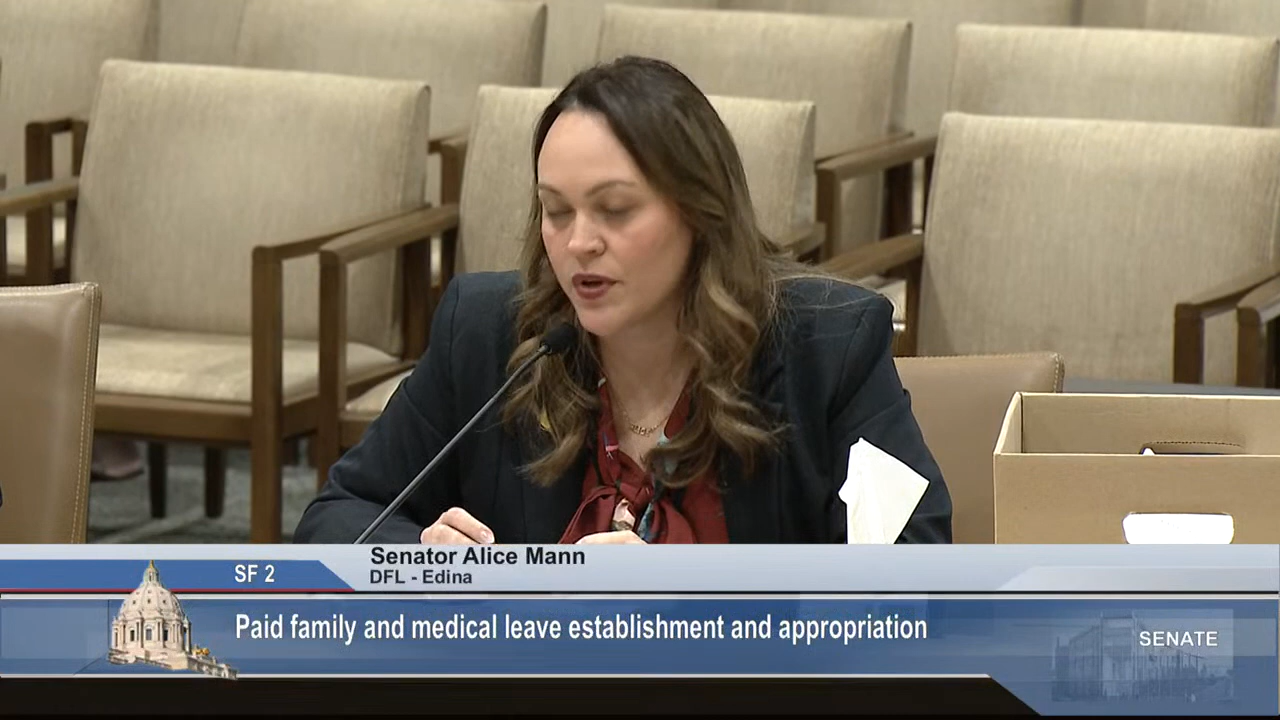 Senator Alice Mann
SF 2
DFL - Edina
Paid family and medical leave establishment and appropriation
SENATE